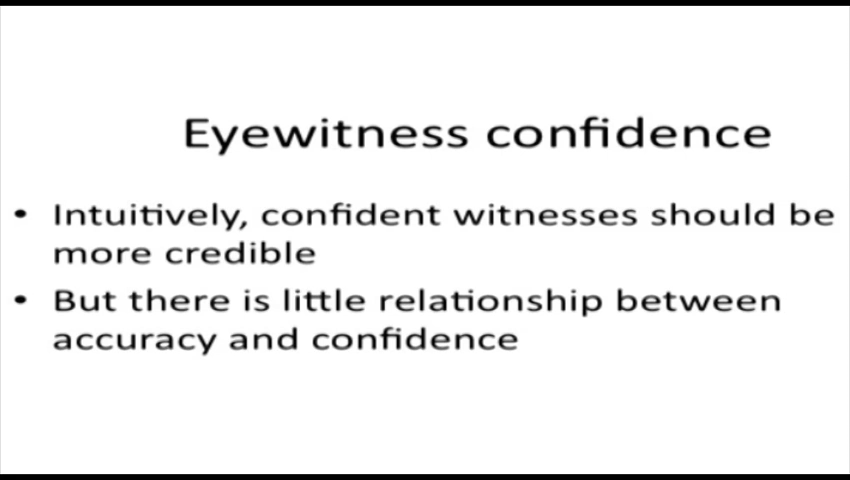 Eyewitness confidence
• Intuitively, confident witnesses should be
more credible
• But there is little relationship between
accuracy and confidence